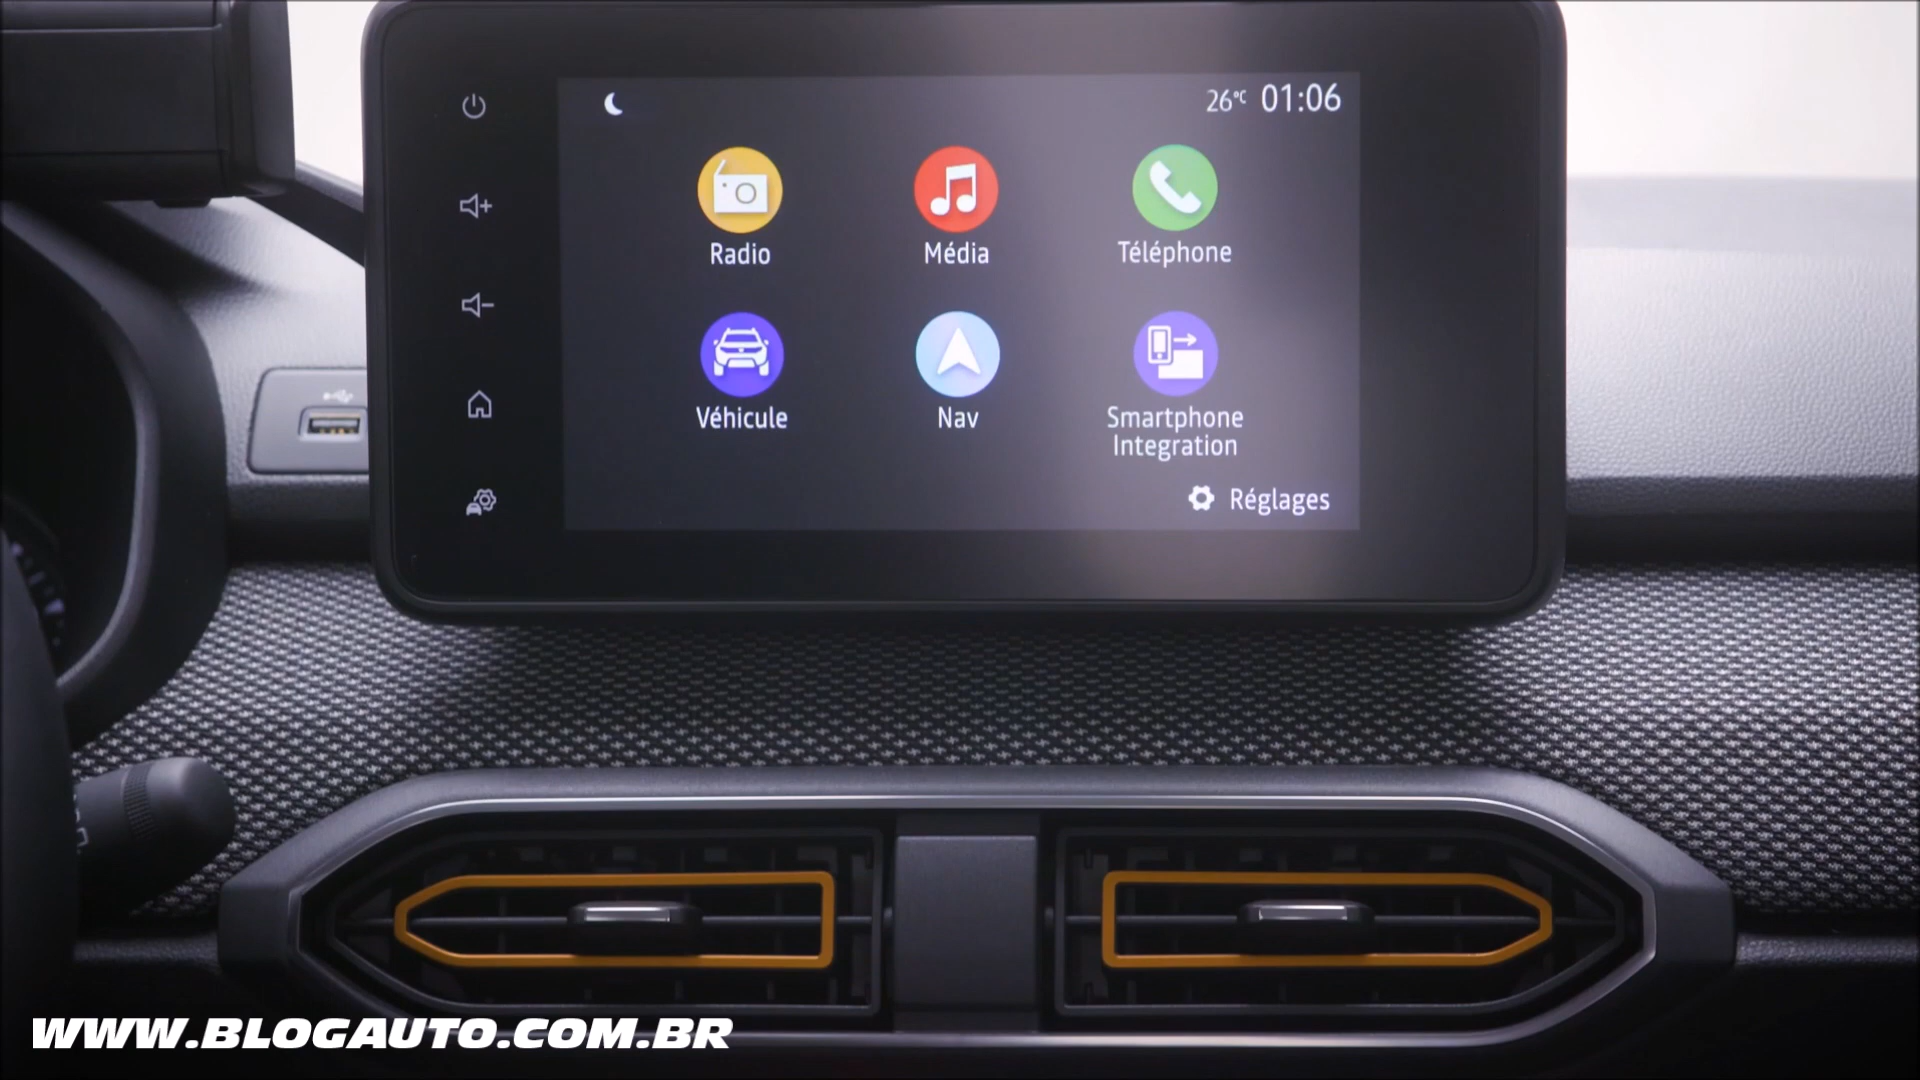 26°C 01:06
Radio
Média
Téléphone
Véhicule
Nav
Smartphone
Integration
Réglages
WWW.BLOGAUTO.COM.BR